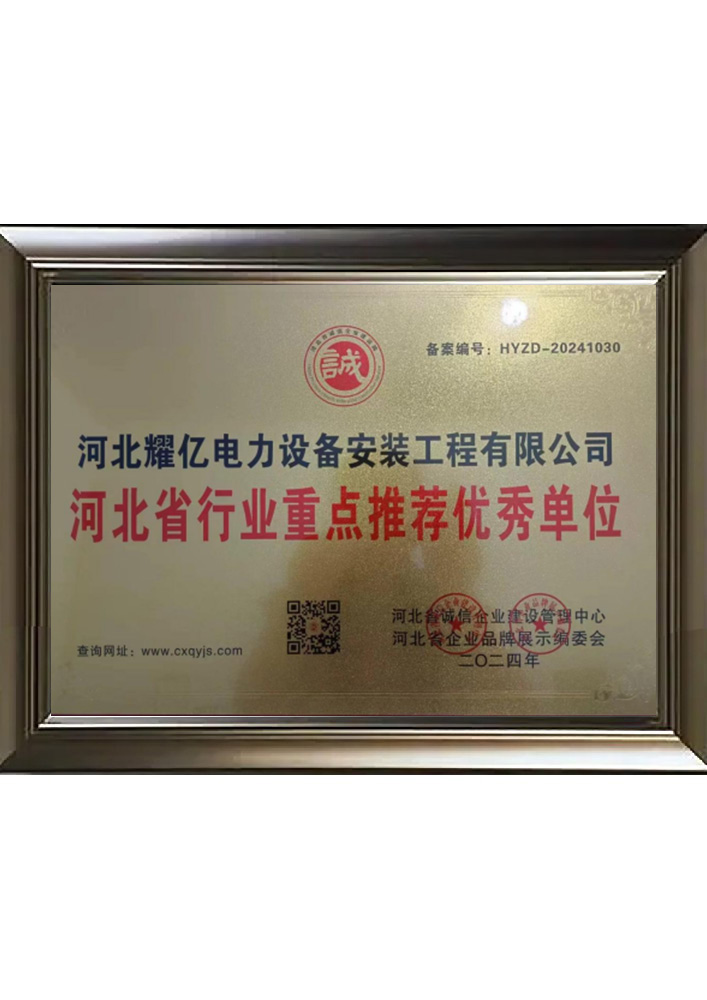 誠
备案编号：HYZD-20241030
河北耀亿电力设备安装工程有限公司
河北省行业重点推荐优秀单位
河北省诚信企业建设管理中心
河北省企业品牌展示编委会
二〇二四年
查询网址：www.cxqyjs.com